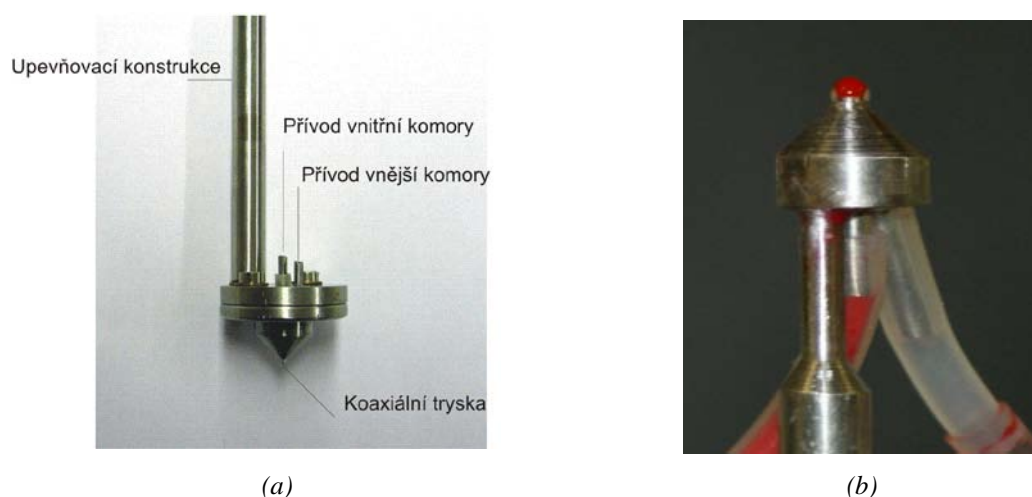 Upevňovací konstrukce
Přívod vnitřní komory
Přívod vnější komory
Koaxiální tryska
(a)
(b)